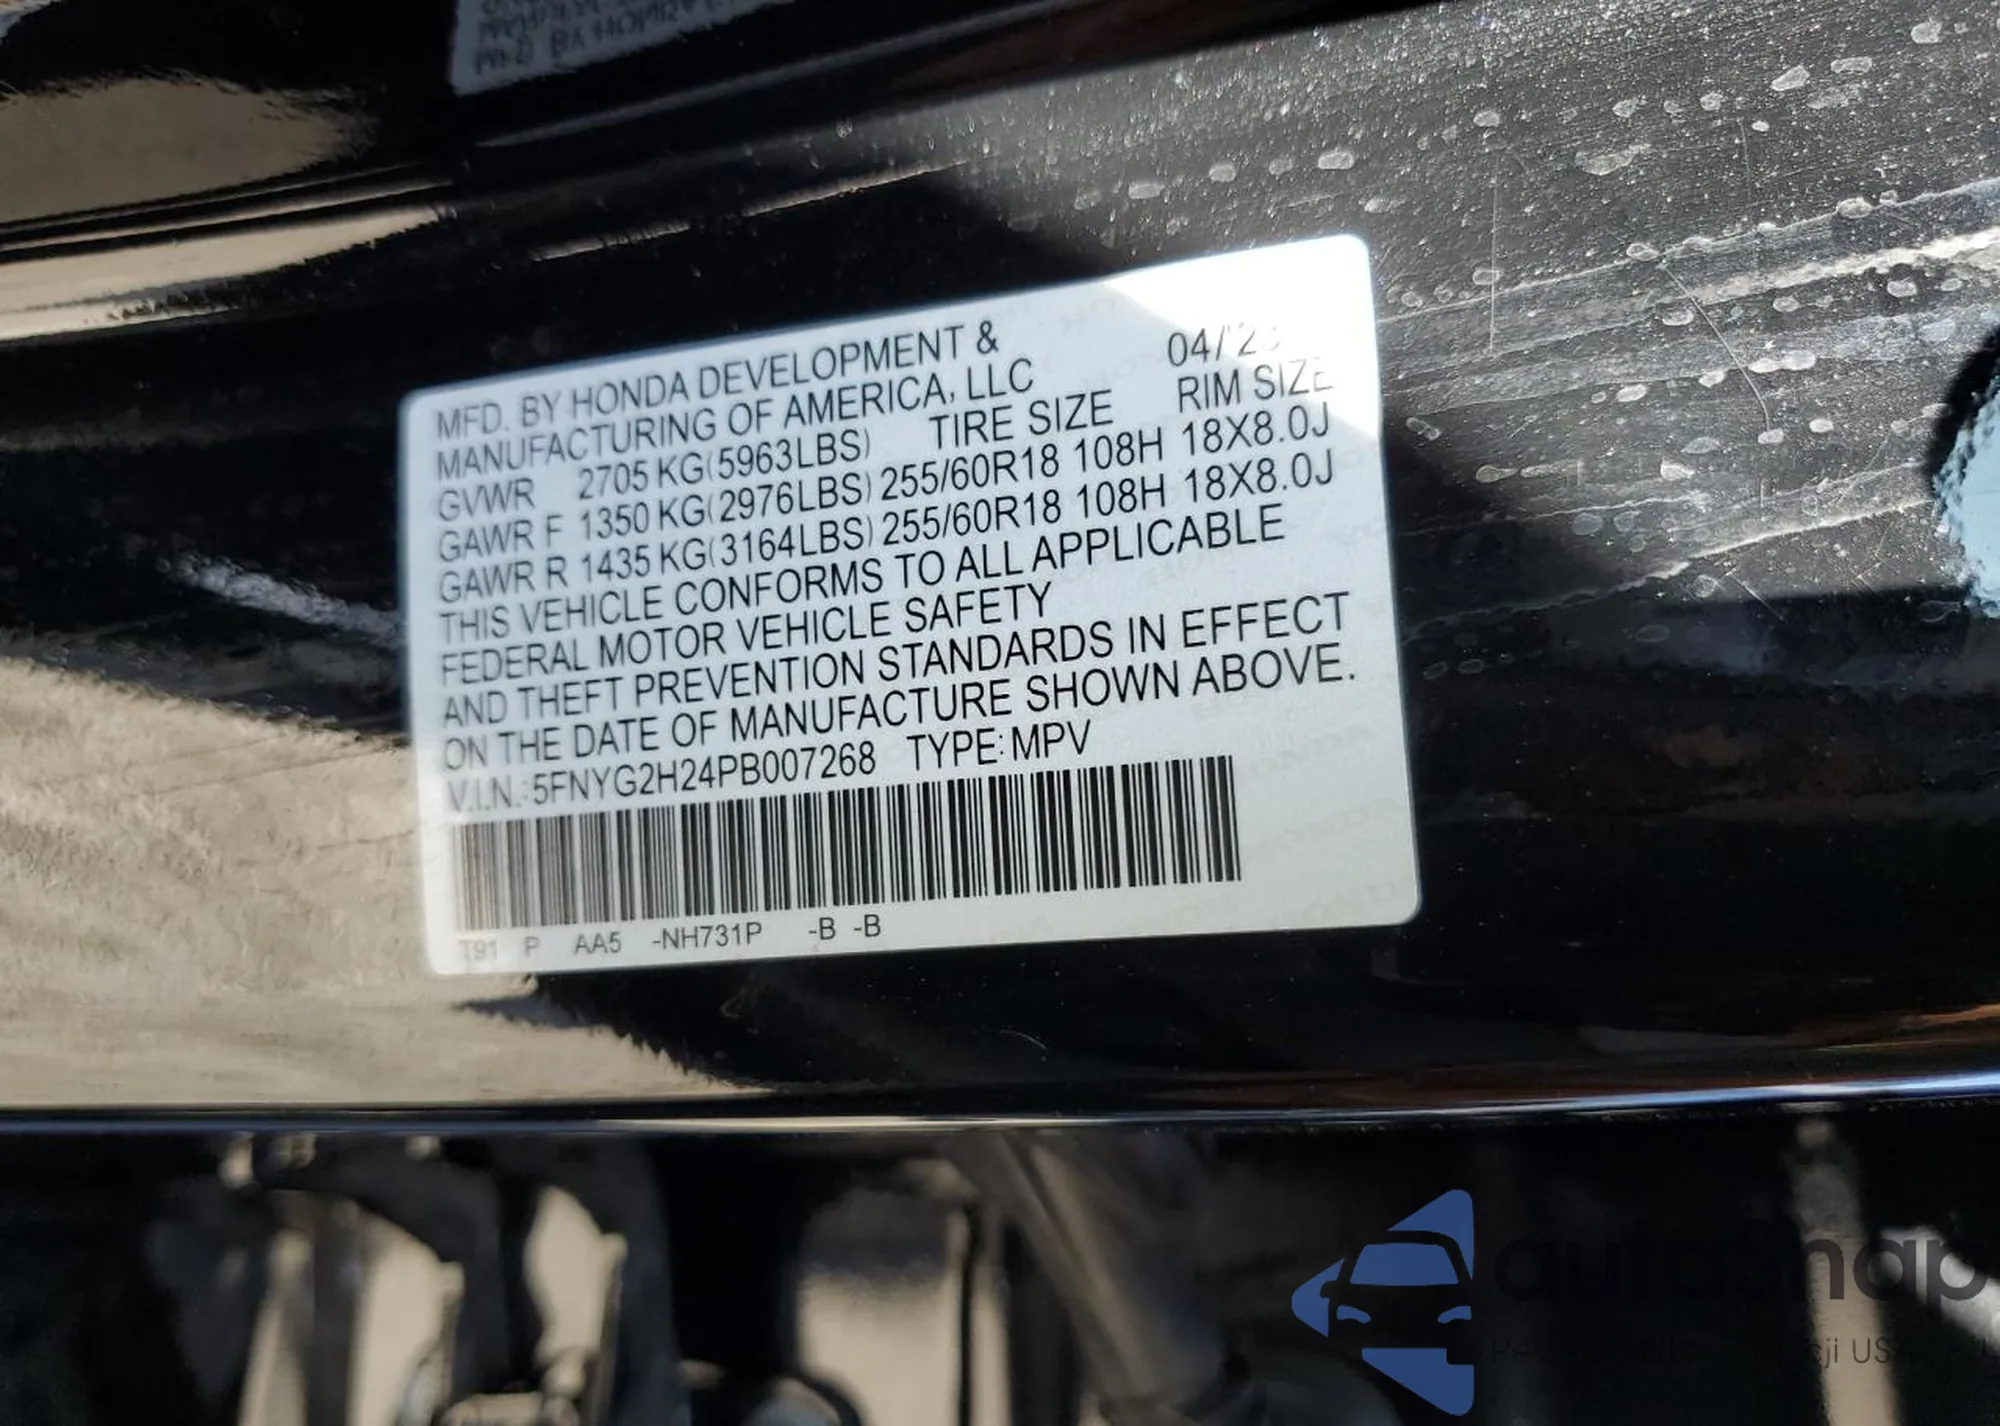 MFD. BY HONDA DEVELOPMENT & 04/'23
MANUFACTURING OF AMERICA, LLC
GVWR 2705 KG(5963LBS) TIRE SIZE RIM SIZE
GAWR F 1350 KG(2976LBS) 255/60R18 108H 18X8.0J
GAWR R 1435 KG(3164LBS) 255/60R18 108H 18X8.0J
THIS VEHICLE CONFORMS TO ALL APPLICABLE
FEDERAL MOTOR VEHICLE SAFETY
AND THEFT PREVENTION STANDARDS IN EFFECT
ON THE DATE OF MANUFACTURE SHOWN ABOVE.
V.I.N.: 5FNYG2H24PB007268 TYPE: MPV
T91 P AA5 -NH731P -B -B